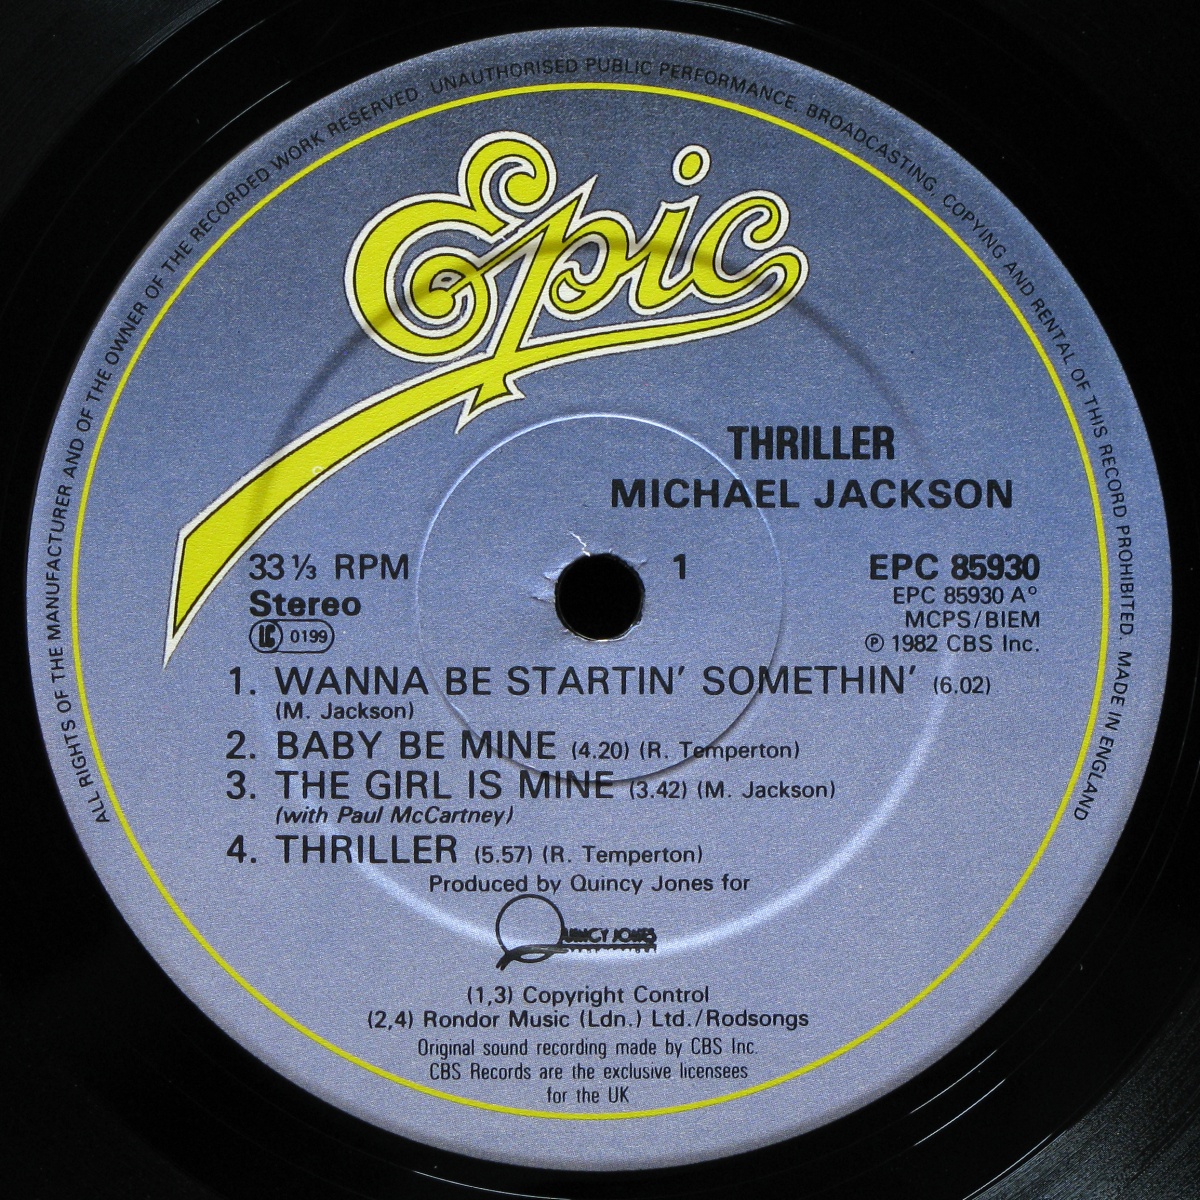 ALL RIGHTS OF THE MANUFACTURER AND OF THE OWNER OF THE RECORDED WORK RESERVED. UNAUTHORISED PUBLIC PERFORMANCE, BROADCASTING, COPYING AND RENTAL OF THIS RECORD PROHIBITED. MADE IN ENGLAND
Epic
THRILLER
MICHAEL JACKSON
33 ⅓ RPM 1 EPC 85930
Stereo EPC 85930 A°
LC 0199 MCPS/BIEM
℗ 1982 CBS Inc.
1. WANNA BE STARTIN' SOMETHIN' (6.02)
(M. Jackson)
2. BABY BE MINE (4.20) (R. Temperton)
3. THE GIRL IS MINE (3.42) (M. Jackson)
(with Paul McCartney)
4. THRILLER (5.57) (R. Temperton)
Produced by Quincy Jones for
QUINCY JONES
(1,3) Copyright Control
(2,4) Rondor Music (Ldn.) Ltd./Rodsongs
Original sound recording made by CBS Inc.
CBS Records are the exclusive licensees
for the UK